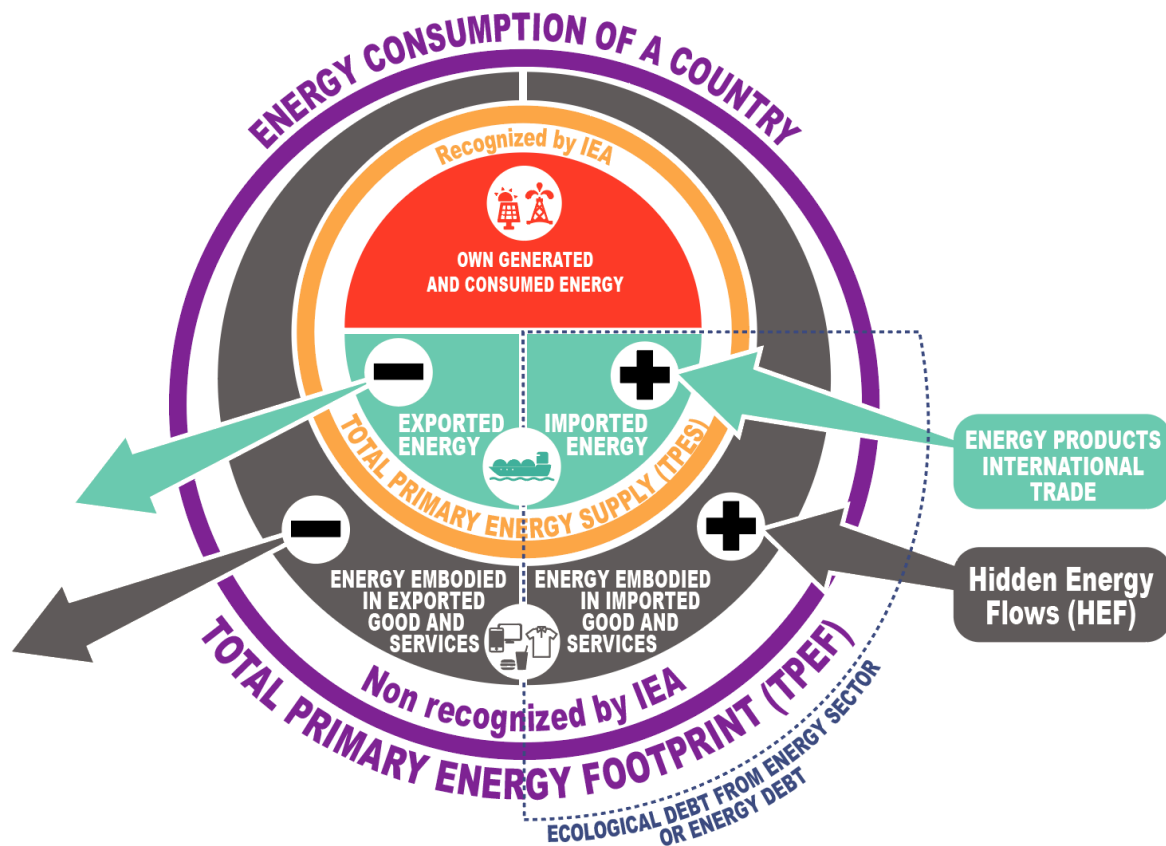 ENERGY CONSUMPTION OF A COUNTRY
Recognized by IEA
OWN GENERATED
AND CONSUMED ENERGY
EXPORTED
ENERGY
IMPORTED
ENERGY
TOTAL PRIMARY ENERGY SUPPLY (TPES)
ENERGY PRODUCTS
INTERNATIONAL
TRADE
ENERGY EMBODIED
IN EXPORTED
GOOD AND
SERVICES
ENERGY EMBODIED
IN IMPORTED
GOOD AND
SERVICES
Hidden Energy
Flows (HEF)
Non recognized by IEA
TOTAL PRIMARY ENERGY FOOTPRINT (TPEF)
ECOLOGICAL DEBT FROM ENERGY SECTOR
OR ENERGY DEBT